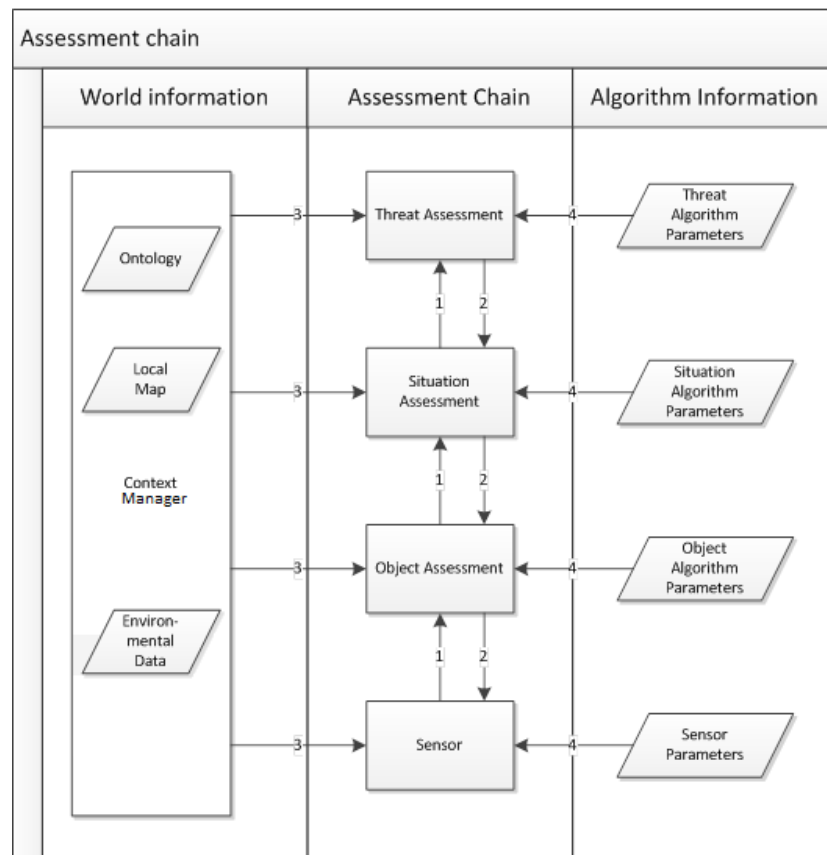 Assessment chain
World information
Assessment Chain
Algorithm Information
3
Threat Assessment
4
Threat
Algorithm
Parameters
Ontology
1
2
Local
Map
3
Situation
Assessment
4
Situation
Algorithm
Parameters
Context
Manager
1
2
3
Object Assessment
4
Object
Algorithm
Parameters
Environ-
mental
Data
1
2
3
Sensor
4
Sensor
Parameters